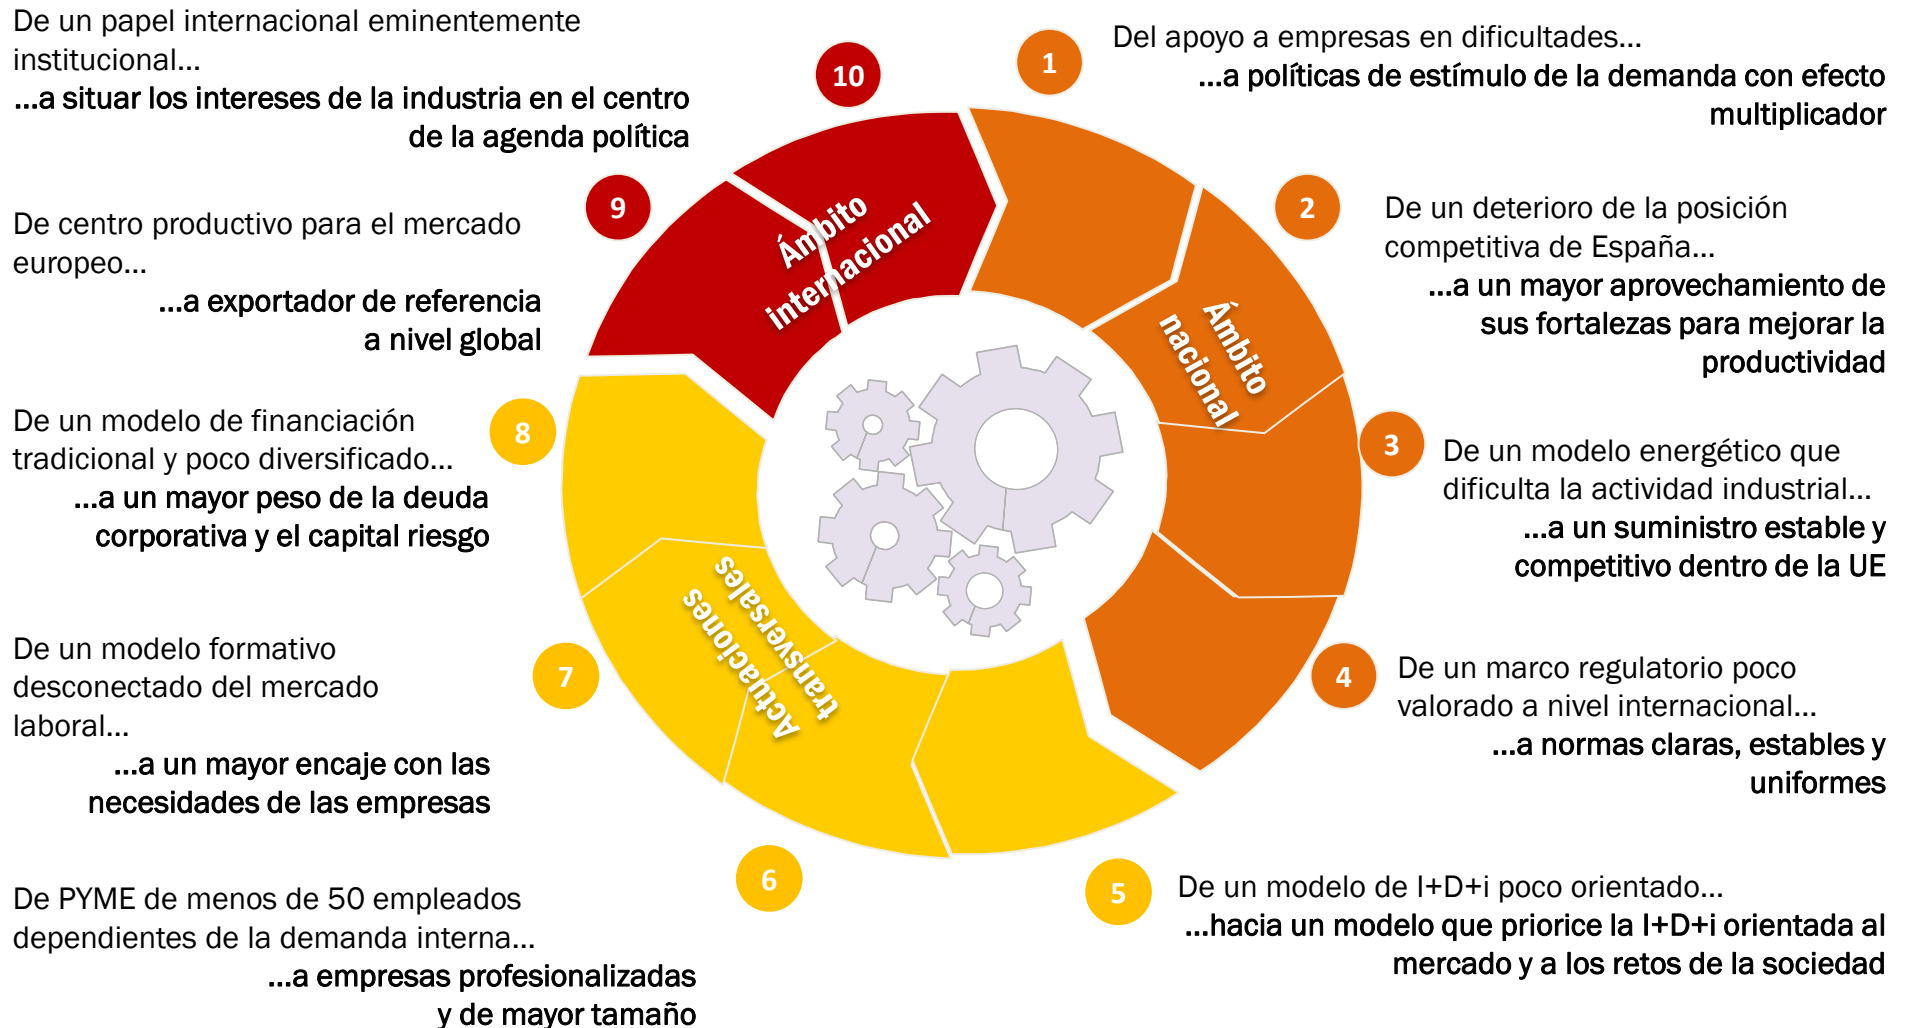 De un papel internacional eminentemente
institucional...
...a situar los intereses de la industria en el centro
de la agenda política
10
1
Del apoyo a empresas en dificultades...
...a políticas de estímulo de la demanda con efecto
multiplicador
9
De centro productivo para el mercado
europeo...
...a exportador de referencia
a nivel global
Ámbito
internacional
2
De un deterioro de la posición
competitiva de España...
...a un mayor aprovechamiento de
sus fortalezas para mejorar la
productividad
Ámbito
nacional
8
De un modelo de financiación
tradicional y poco diversificado...
...a un mayor peso de la deuda
corporativa y el capital riesgo
3
De un modelo energético que
dificulta la actividad industrial...
...a un suministro estable y
competitivo dentro de la UE
Actuaciones
transversales
7
De un modelo formativo
desconectado del mercado
laboral...
...a un mayor encaje con las
necesidades de las empresas
4
De un marco regulatorio poco
valorado a nivel internacional...
...a normas claras, estables y
uniformes
6
De PYME de menos de 50 empleados
dependientes de la demanda interna...
...a empresas profesionalizadas
y de mayor tamaño
5
De un modelo de I+D+i poco orientado...
...hacia un modelo que priorice la I+D+i orientada al
mercado y a los retos de la sociedad